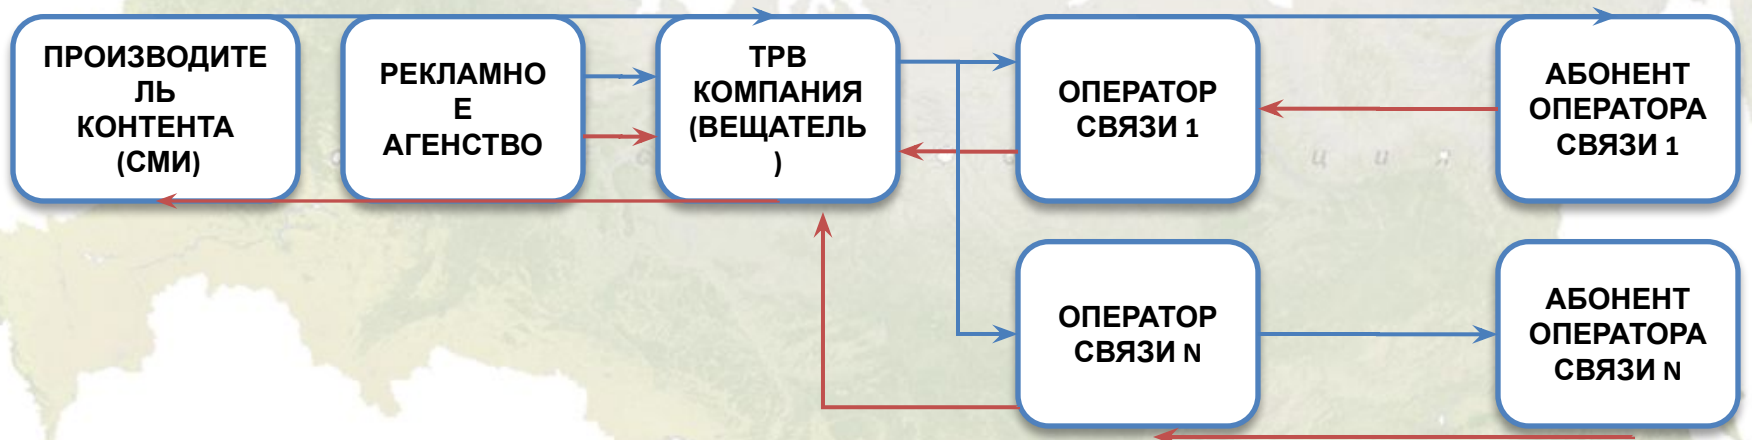 ПРОИЗВОДИТЕ
ЛЬ
КОНТЕНТА
(СМИ)
РЕКЛАМНО
Е
АГЕНСТВО
ТРВ
КОМПАНИЯ
(ВЕЩАТЕЛЬ
)
ОПЕРАТОР
СВЯЗИ 1
АБОНЕНТ
ОПЕРАТОРА
СВЯЗИ 1
ОПЕРАТОР
СВЯЗИ N
АБОНЕНТ
ОПЕРАТОРА
СВЯЗИ N